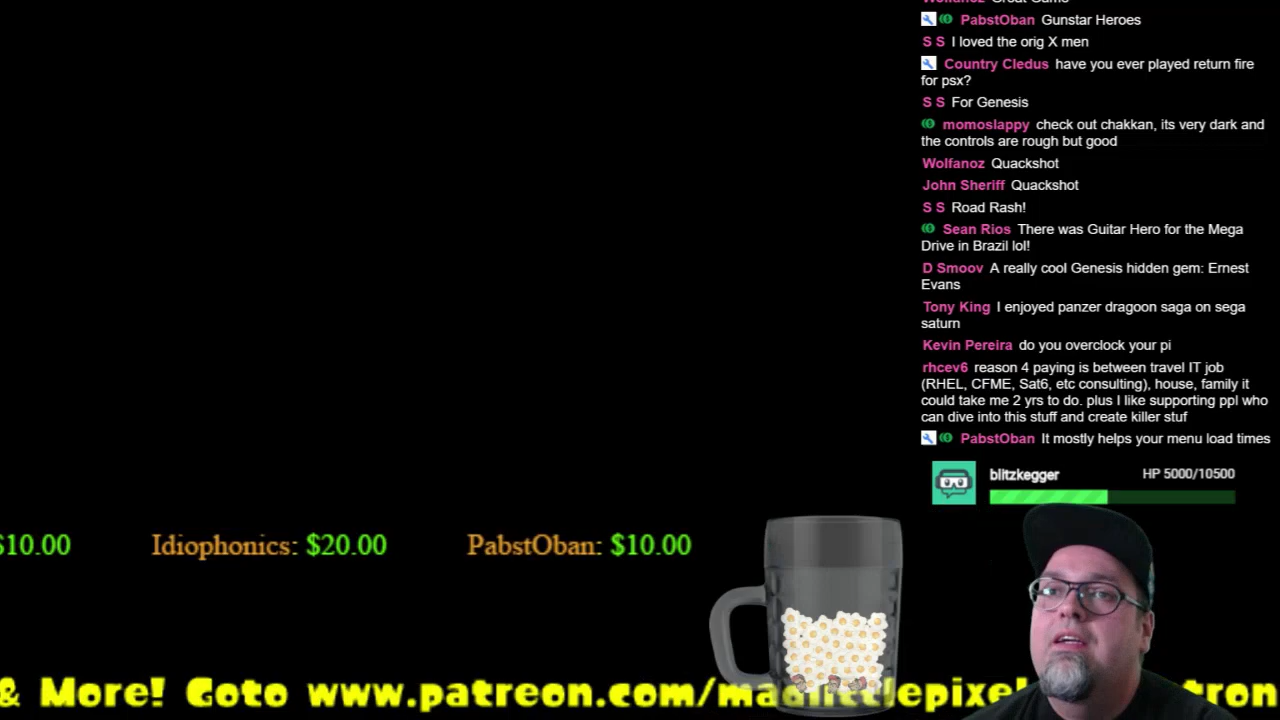 Wolfanoz Great Game
PabstOban Gunstar Heroes
S S I loved the orig X men
Country Cledus have you ever played return fire
for psx?
S S For Genesis
momoslappy check out chakkan, its very dark and
the controls are rough but good
Wolfanoz Quackshot
John Sheriff Quackshot
S S Road Rash!
Sean Rios There was Guitar Hero for the Mega
Drive in Brazil lol!
D Smoov A really cool Genesis hidden gem: Ernest
Evans
Tony King I enjoyed panzer dragoon saga on sega
saturn
Kevin Pereira do you overclock your pi
rhcev6 reason 4 paying is between travel IT job
(RHEL, CFME, Sat6, etc consulting), house, family it
could take me 2 yrs to do. plus I like supporting ppl who
can dive into this stuff and create killer stuf
PabstOban It mostly helps your menu load times
blitzkegger HP 5000/10500
$10.00 Idiophonics: $20.00 PabstOban: $10.00
& More! Goto www.patreon.com/madlittlepixel tron